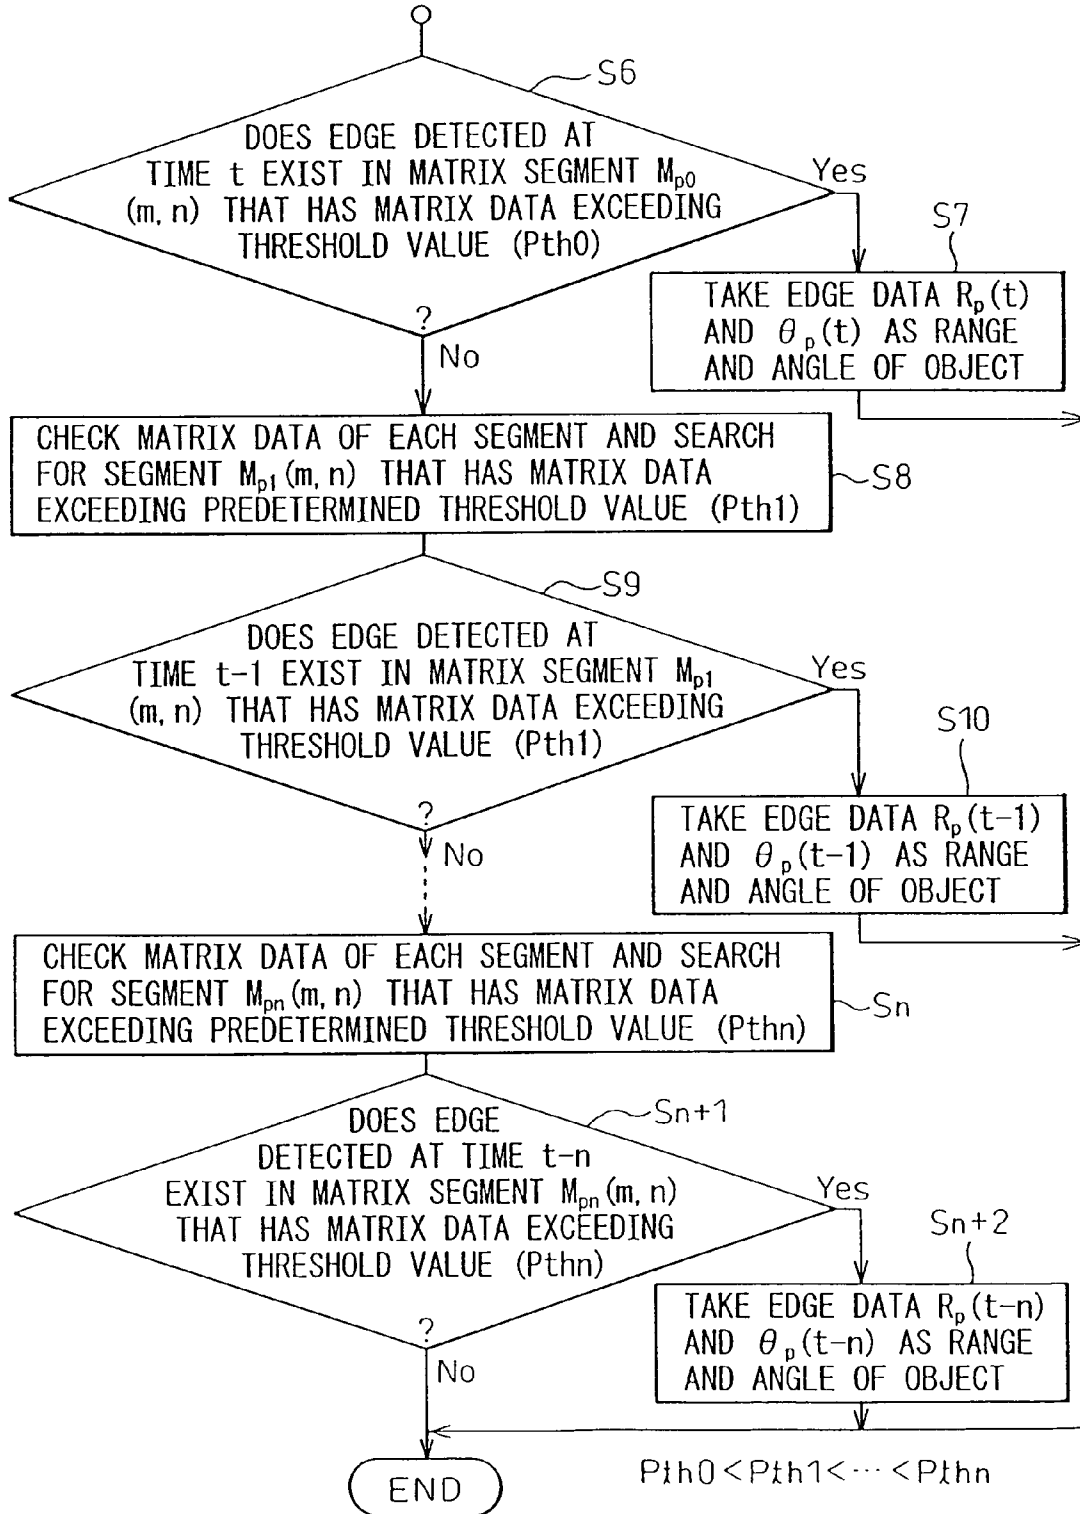 S6
DOES EDGE DETECTED AT
TIME t EXIST IN MATRIX SEGMENT Mp0
(m, n) THAT HAS MATRIX DATA EXCEEDING
THRESHOLD VALUE (Pth0)
?
Yes
No
S7
TAKE EDGE DATA Rp(t)
AND θp(t) AS RANGE
AND ANGLE OF OBJECT
CHECK MATRIX DATA OF EACH SEGMENT AND SEARCH
FOR SEGMENT Mp1(m, n) THAT HAS MATRIX DATA
EXCEEDING PREDETERMINED THRESHOLD VALUE (Pth1)
S8
S9
DOES EDGE DETECTED AT
TIME t-1 EXIST IN MATRIX SEGMENT Mp1
(m, n) THAT HAS MATRIX DATA EXCEEDING
THRESHOLD VALUE (Pth1)
?
Yes
No
S10
TAKE EDGE DATA Rp(t-1)
AND θp(t-1) AS RANGE
AND ANGLE OF OBJECT
CHECK MATRIX DATA OF EACH SEGMENT AND SEARCH
FOR SEGMENT Mpn(m, n) THAT HAS MATRIX DATA
EXCEEDING PREDETERMINED THRESHOLD VALUE (Pthn)
Sn
Sn+1
DOES EDGE
DETECTED AT TIME t-n
EXIST IN MATRIX SEGMENT Mpn(m, n)
THAT HAS MATRIX DATA EXCEEDING
THRESHOLD VALUE (Pthn)
?
Yes
No
Sn+2
TAKE EDGE DATA Rp(t-n)
AND θp(t-n) AS RANGE
AND ANGLE OF OBJECT
END
Pth0<Pth1<⋯<Pthn